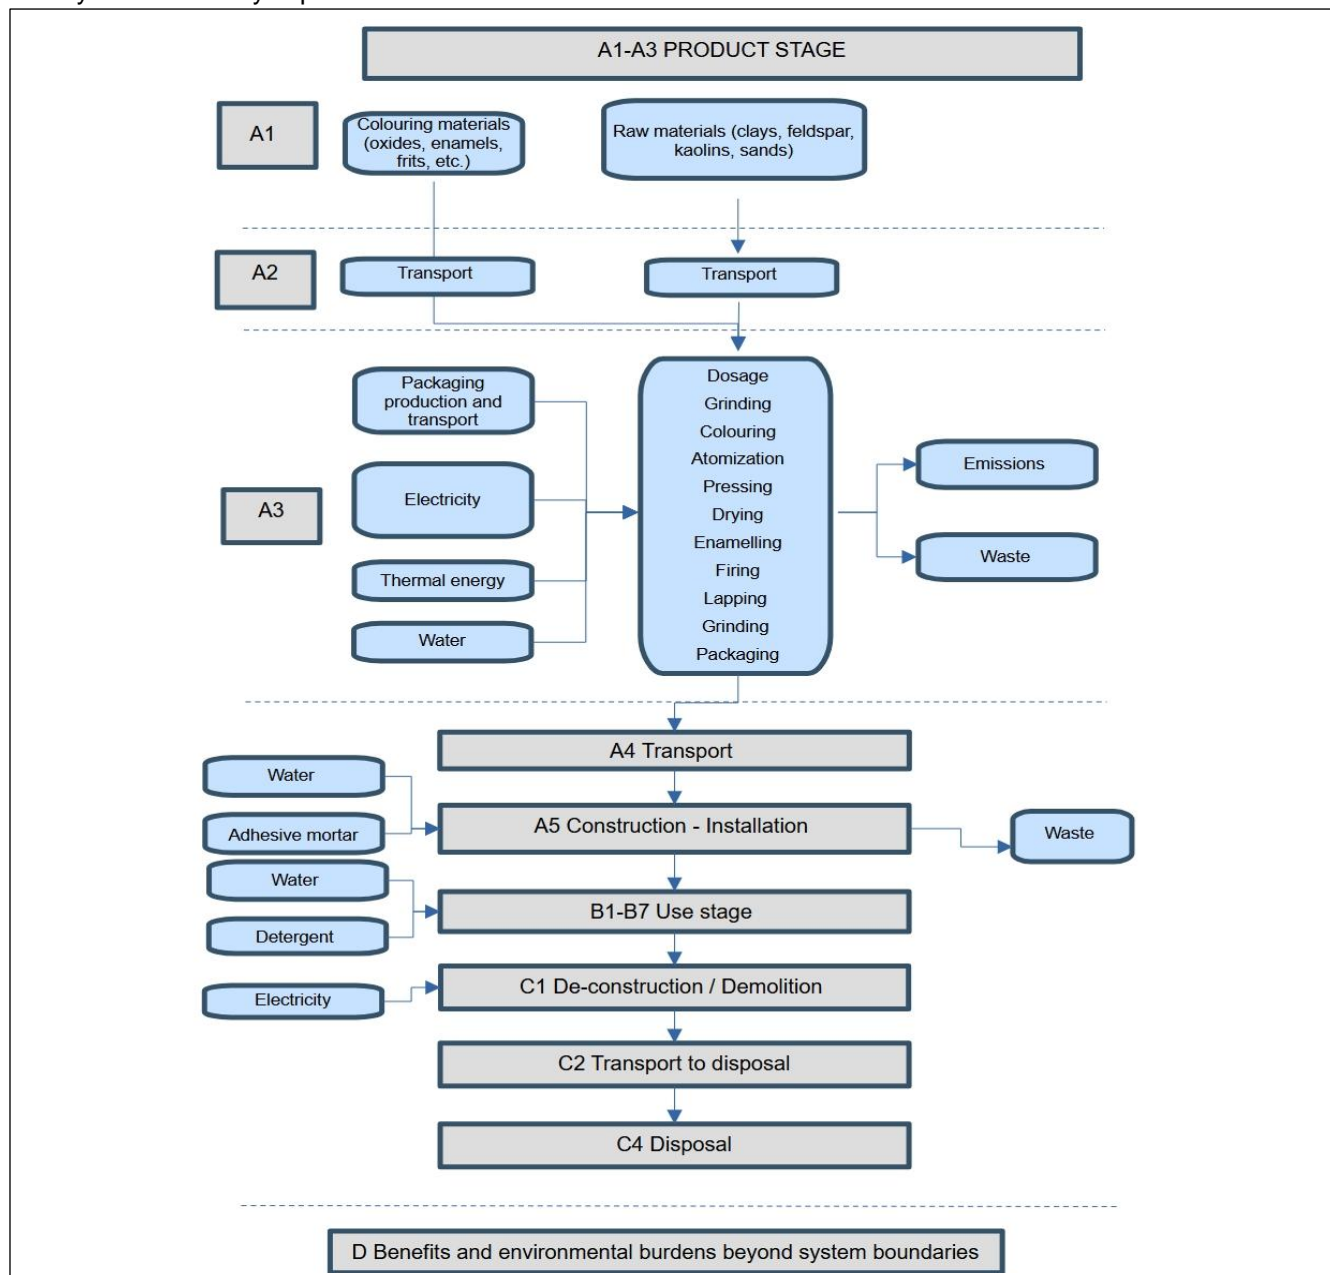 A1-A3 PRODUCT STAGE
A1
Colouring materials
(oxides, enamels,
frits, etc.)
Raw materials (clays, feldspar,
kaolins, sands)
A2
Transport
Transport
A3
Packaging
production and
transport
Electricity
Thermal energy
Water
Dosage
Grinding
Colouring
Atomization
Pressing
Drying
Enamelling
Firing
Lapping
Grinding
Packaging
Emissions
Waste
A4 Transport
Water
Adhesive mortar
A5 Construction - Installation
Waste
Water
Detergent
B1-B7 Use stage
Electricity
C1 De-construction / Demolition
C2 Transport to disposal
C4 Disposal
D Benefits and environmental burdens beyond system boundaries